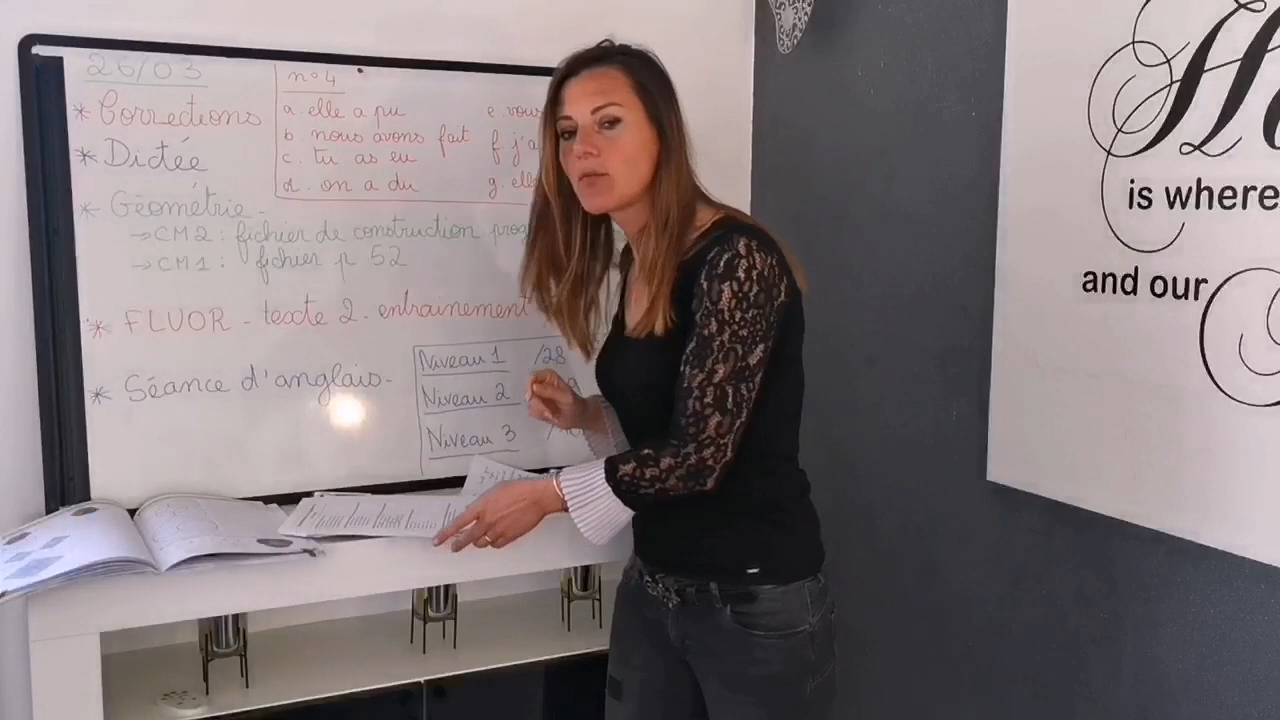 26/03
* Corrections
* Dictée
* Géométrie -
→ CM2 : fichier de construction prog
→ CM1 : fichier p 52
* FLUOR - texte 2 - entrainement
* Séance d'anglais -
n°4
a. elle a pu
b. nous avons fait
c. tu as eu
d. on a du
e. vous
f. j'a
g. elle
Niveau 1 /28
Niveau 2
Niveau 3
is where
and our